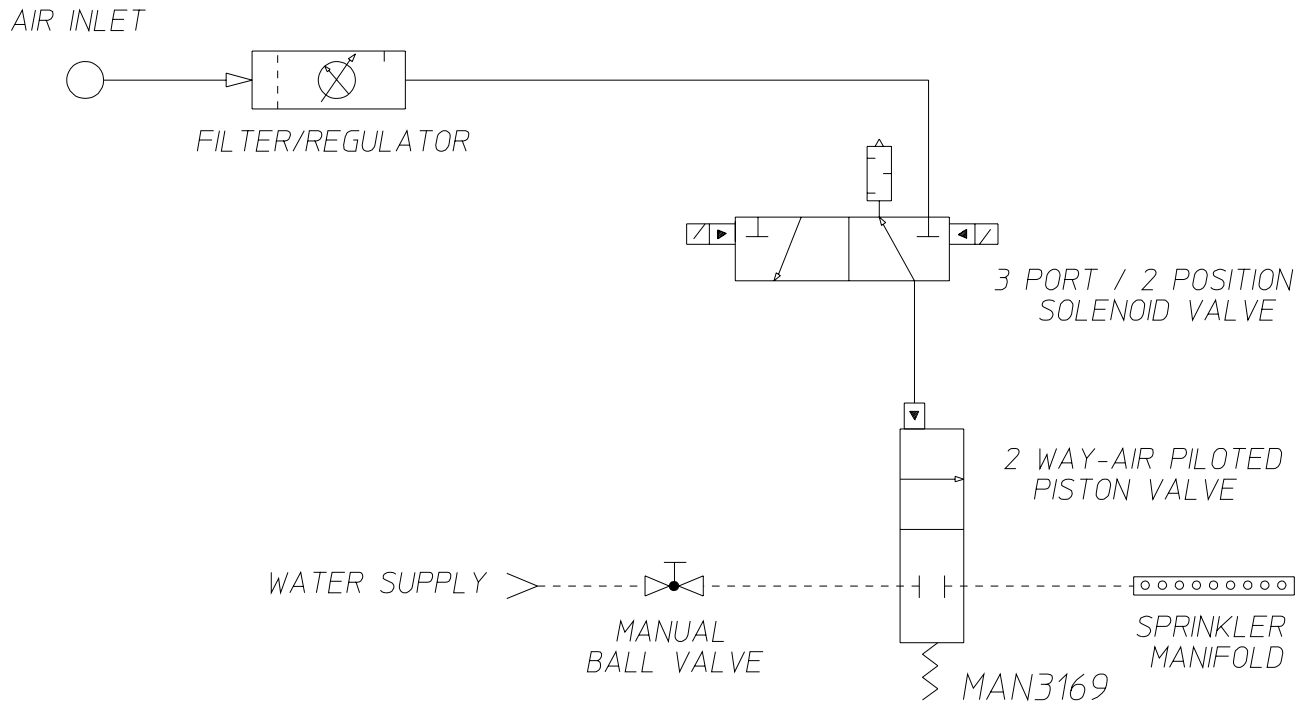 AIR INLET
FILTER/REGULATOR
3 PORT / 2 POSITION
SOLENOID VALVE
2 WAY-AIR PILOTED
PISTON VALVE
WATER SUPPLY
MANUAL
BALL VALVE
SPRINKLER
MANIFOLD
MAN3169